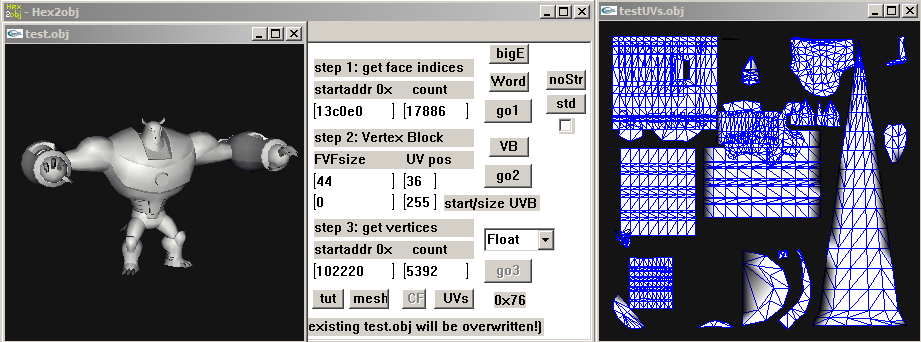 Hex 2obj - Hex2obj
testUVs.obj
test.obj
bigE
step 1: get face indices
Word
noStr
startaddr 0x count
std
[13c0e0 ] [17886 ] go1
step 2: Vertex Block
VB
FVFsize UV pos
go2
[44 ] [36 ]
[0 ] [255 ] start/size UVB
step 3: get vertices
Float
startaddr 0x count
[102220 ] [5392 ] go3
tut mesh CF UVs 0x76
existing test.obj will be overwritten!)